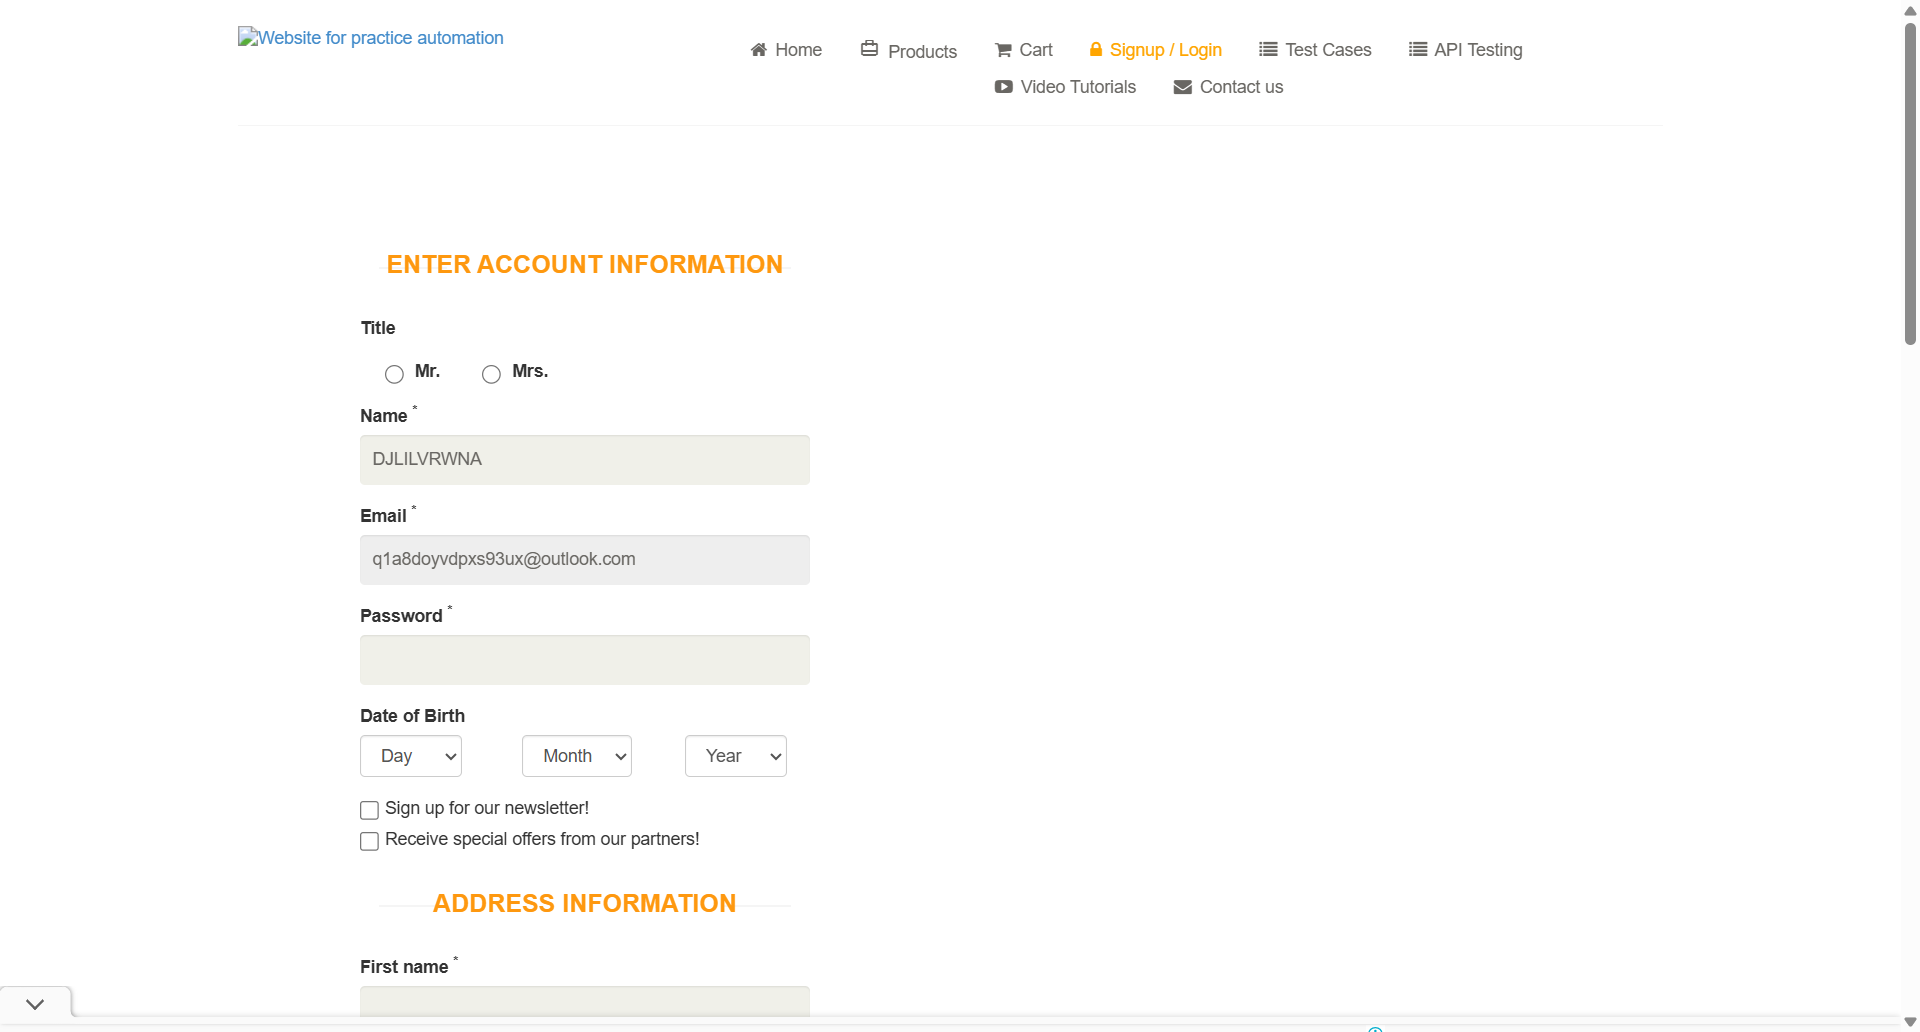 Website for practice automation
Home Products Cart Signup / Login Test Cases API Testing
Video Tutorials Contact us
ENTER ACCOUNT INFORMATION
Title
Mr. Mrs.
Name *
DJLILVRWNA
Email *
q1a8doyvdpxs93ux@outlook.com
Password *
Date of Birth
Day Month Year
Sign up for our newsletter!
Receive special offers from our partners!
ADDRESS INFORMATION
First name *